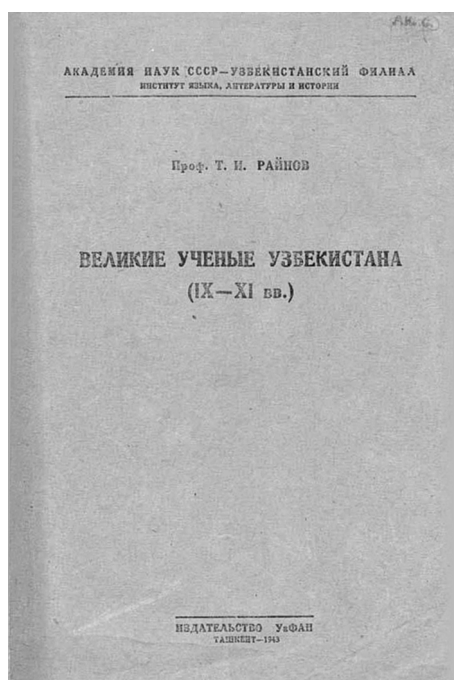 АКАДЕМИЯ НАУК СССР—УЗБЕКИСТАНСКИЙ ФИЛИАЛ
ИНСТИТУТ ЯЗЫКА, ЛИТЕРАТУРЫ И ИСТОРИИ
Проф. Т. И. РАЙНОВ
ВЕЛИКИЕ УЧЕНЫЕ УЗБЕКИСТАНА
(IX—XI вв.)
ИЗДАТЕЛЬСТВО УзФАН
ТАШКЕНТ—1943